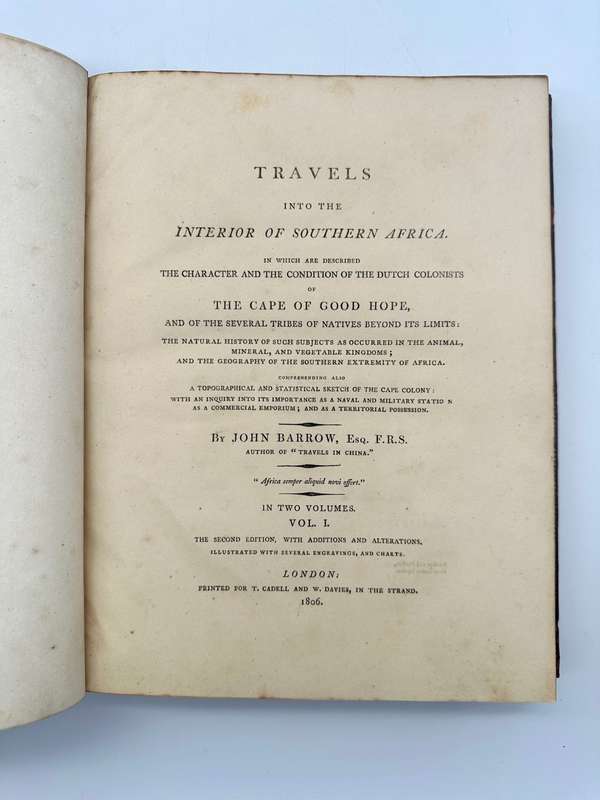 TRAVELS
INTO THE
INTERIOR OF SOUTHERN AFRICA.
IN WHICH ARE DESCRIBED
THE CHARACTER AND THE CONDITION OF THE DUTCH COLONISTS
OF
THE CAPE OF GOOD HOPE,
AND OF THE SEVERAL TRIBES OF NATIVES BEYOND ITS LIMITS:
THE NATURAL HISTORY OF SUCH SUBJECTS AS OCCURRED IN THE ANIMAL,
MINERAL, AND VEGETABLE KINGDOMS;
AND THE GEOGRAPHY OF THE SOUTHERN EXTREMITY OF AFRICA.
COMPREHENDING ALSO
A TOPOGRAPHICAL AND STATISTICAL SKETCH OF THE CAPE COLONY:
WITH AN INQUIRY INTO ITS IMPORTANCE AS A NAVAL AND MILITARY STATIO N
AS A COMMERCIAL EMPORIUM; AND AS A TERRITORIAL POSSESSION.
BY JOHN BARROW, ESQ. F.R.S.
AUTHOR OF "TRAVELS IN CHINA."
"Africa semper aliquid novi offert."
IN TWO VOLUMES.
VOL. I.
THE SECOND EDITION, WITH ADDITIONS AND ALTERATIONS,
ILLUSTRATED WITH SEVERAL ENGRAVINGS, AND CHARTS.
LONDON:
PRINTED FOR T. CADELL AND W. DAVIES, IN THE STRAND.
1806.